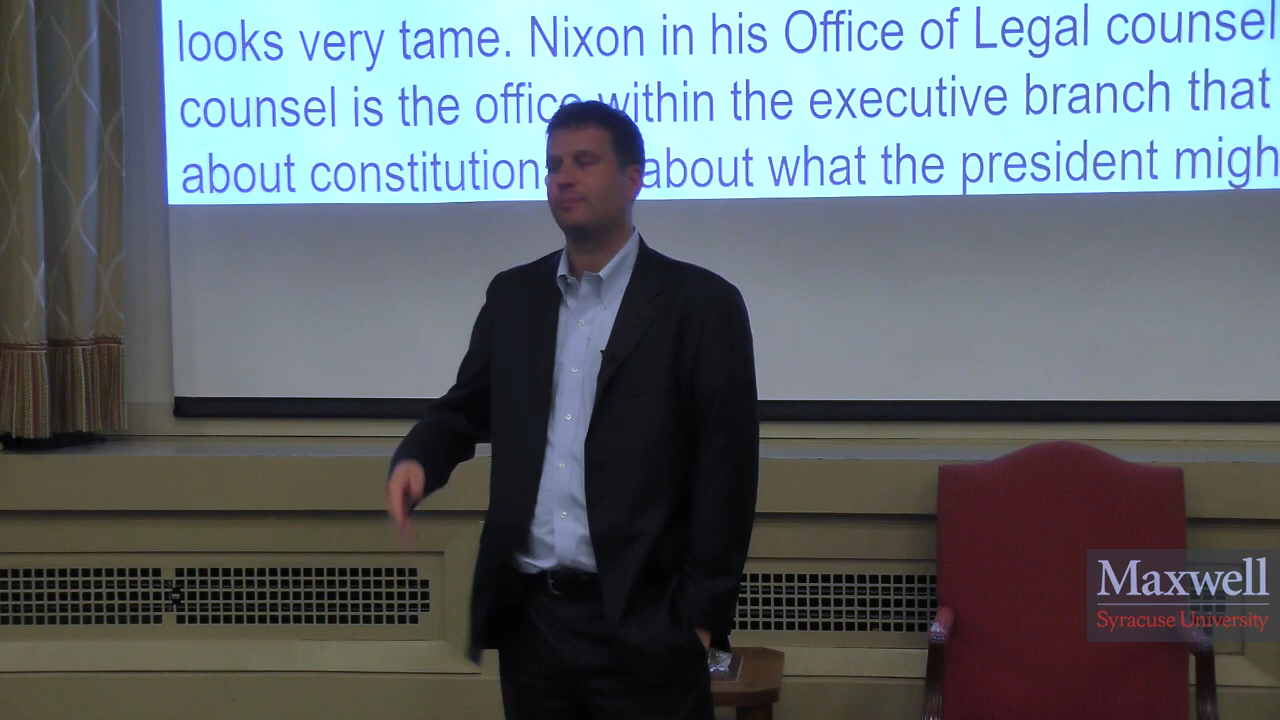 looks very tame. Nixon in his Office of Legal counsel
counsel is the office within the executive branch that
about constitutional about what the president migh
Maxwell
Syracuse University